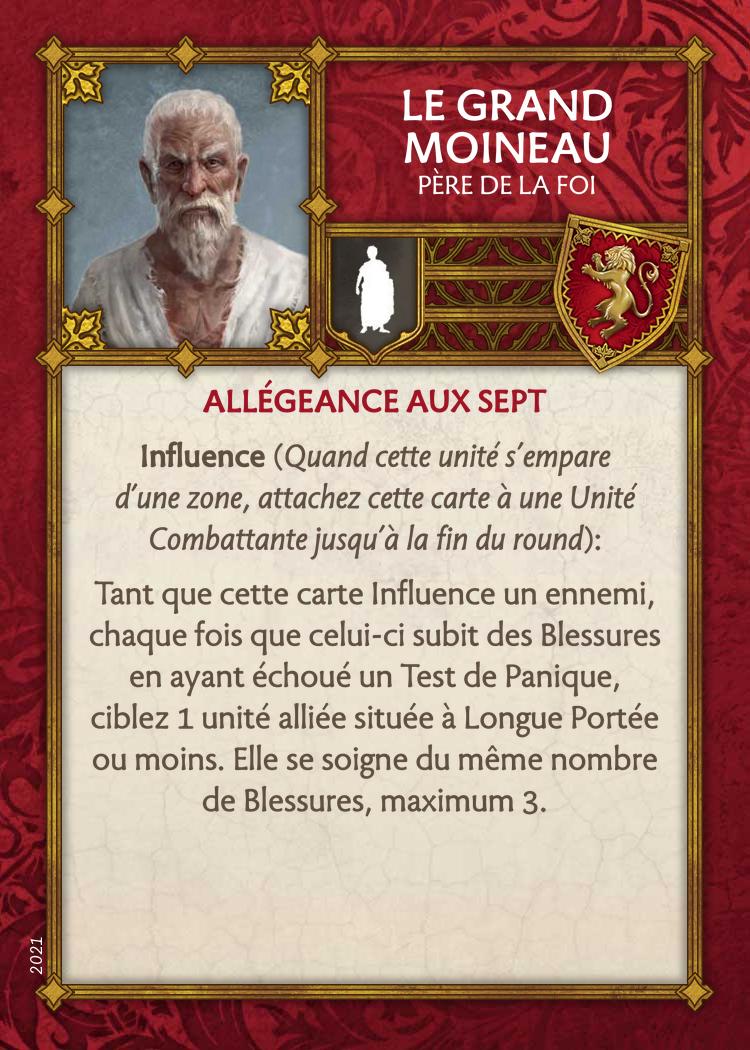 LE GRAND
MOINEAU
PÈRE DE LA FOI
ALLÉGEANCE AUX SEPT
Influence (Quand cette unité s'empare
d'une zone, attachez cette carte à une Unité
Combattante jusqu'à la fin du round):
Tant que cette carte Influence un ennemi,
chaque fois que celui-ci subit des Blessures
en ayant échoué un Test de Panique,
ciblez 1 unité alliée située à Longue Portée
ou moins. Elle se soigne du même nombre
de Blessures, maximum 3.
2021